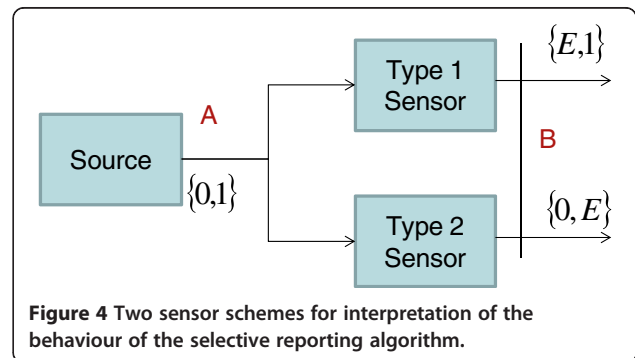 Source
A
{0,1}
Type 1
Sensor
{E,1}
B
Type 2
Sensor
{0,E}
Figure 4 Two sensor schemes for interpretation of the
behaviour of the selective reporting algorithm.